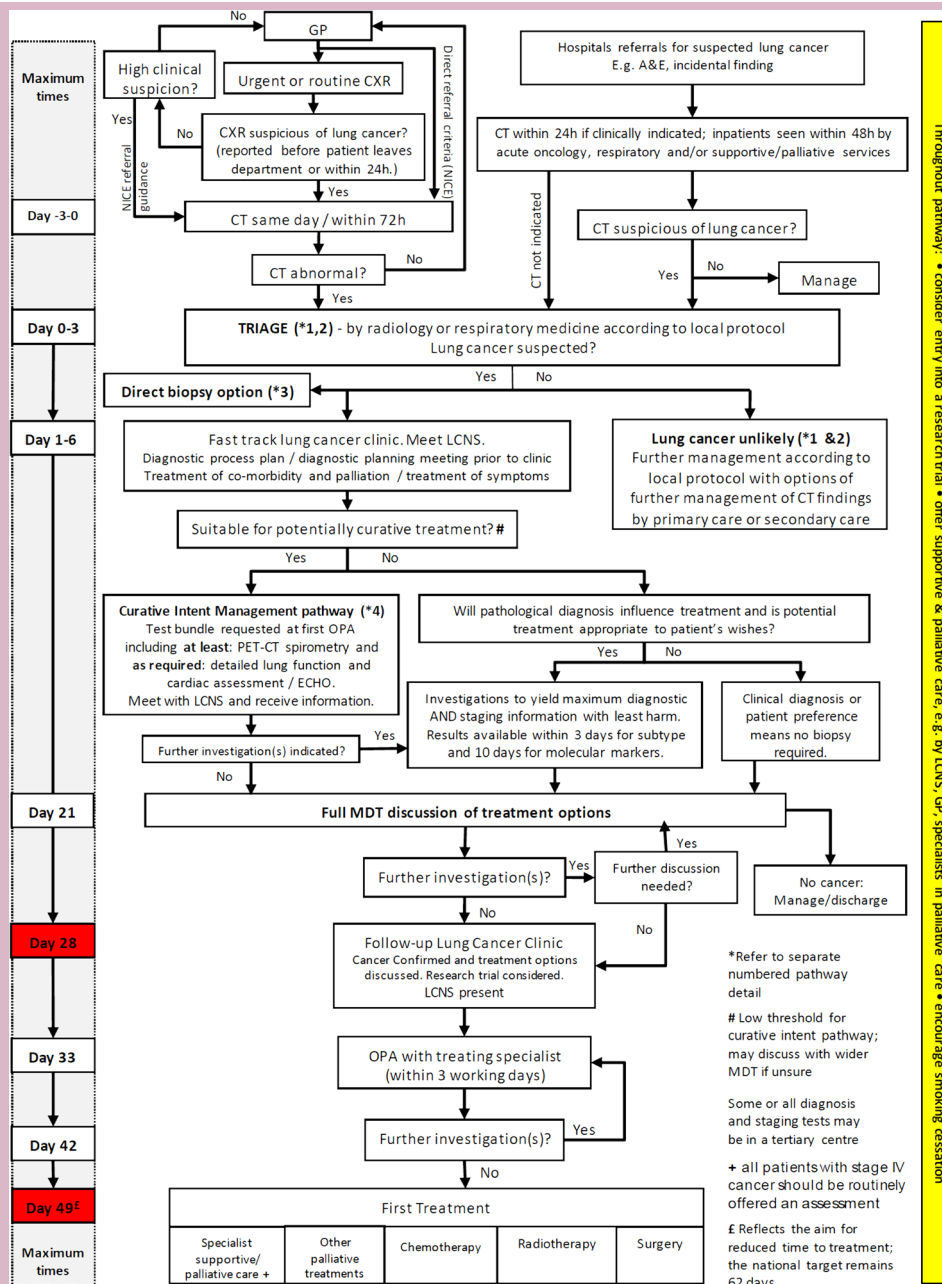 Maximum
times
Day -3-0
Day 0-3
Day 1-6
Day 21
Day 28
Day 33
Day 42
Day 49£
Maximum
times
No
GP
High clinical
suspicion?
Urgent or routine CXR
Direct referral criteria (NICE)
Yes
No
NICE referral
guidance
CXR suspicious of lung cancer?
(reported before patient leaves
department or within 24h.)
Yes
CT same day / within 72h
No
CT abnormal?
Yes
Hospitals referrals for suspected lung cancer
E.g. A&E, incidental finding
CT within 24h if clinically indicated; inpatients seen within 48h by
acute oncology, respiratory and/or supportive/palliative services
CT not indicated
CT suspicious of lung cancer?
Yes
No
Manage
TRIAGE (*1,2) - by radiology or respiratory medicine according to local protocol
Lung cancer suspected?
Yes
No
Direct biopsy option (*3)
Fast track lung cancer clinic. Meet LCNS.
Diagnostic process plan / diagnostic planning meeting prior to clinic
Treatment of co-morbidity and palliation / treatment of symptoms
Lung cancer unlikely (*1 &2)
Further management according to
local protocol with options of
further management of CT findings
by primary care or secondary care
Suitable for potentially curative treatment? #
Yes
No
Curative Intent Management pathway (*4)
Test bundle requested at first OPA
including at least: PET-CT spirometry and
as required: detailed lung function and
cardiac assessment / ECHO.
Meet with LCNS and receive information.
Will pathological diagnosis influence treatment and is potential
treatment appropriate to patient's wishes?
Yes
No
Investigations to yield maximum diagnostic
AND staging information with least harm.
Results available within 3 days for subtype
and 10 days for molecular markers.
Clinical diagnosis or
patient preference
means no biopsy
required.
Further investigation(s) indicated?
Yes
No
Full MDT discussion of treatment options
Further investigation(s)?
Yes
Further discussion
needed?
Yes
No
No
No cancer:
Manage/discharge
Follow-up Lung Cancer Clinic
Cancer Confirmed and treatment options
discussed. Research trial considered.
LCNS present
OPA with treating specialist
(within 3 working days)
Further investigation(s)?
Yes
No
First Treatment
Specialist
supportive/
palliative care +
Other
palliative
treatments
Chemotherapy
Radiotherapy
Surgery
*Refer to separate
numbered pathway
detail
# Low threshold for
curative intent pathway;
may discuss with wider
MDT if unsure
Some or all diagnosis
and staging tests may
be in a tertiary centre
+ all patients with stage IV
cancer should be routinely
offered an assessment
£ Reflects the aim for
reduced time to treatment;
the national target remains
62 days
Throughout pathway: • consider entry into a research trial • offer supportive & palliative care, e.g. by LCNS, GP, specialists in palliative care • encourage smoking cessation